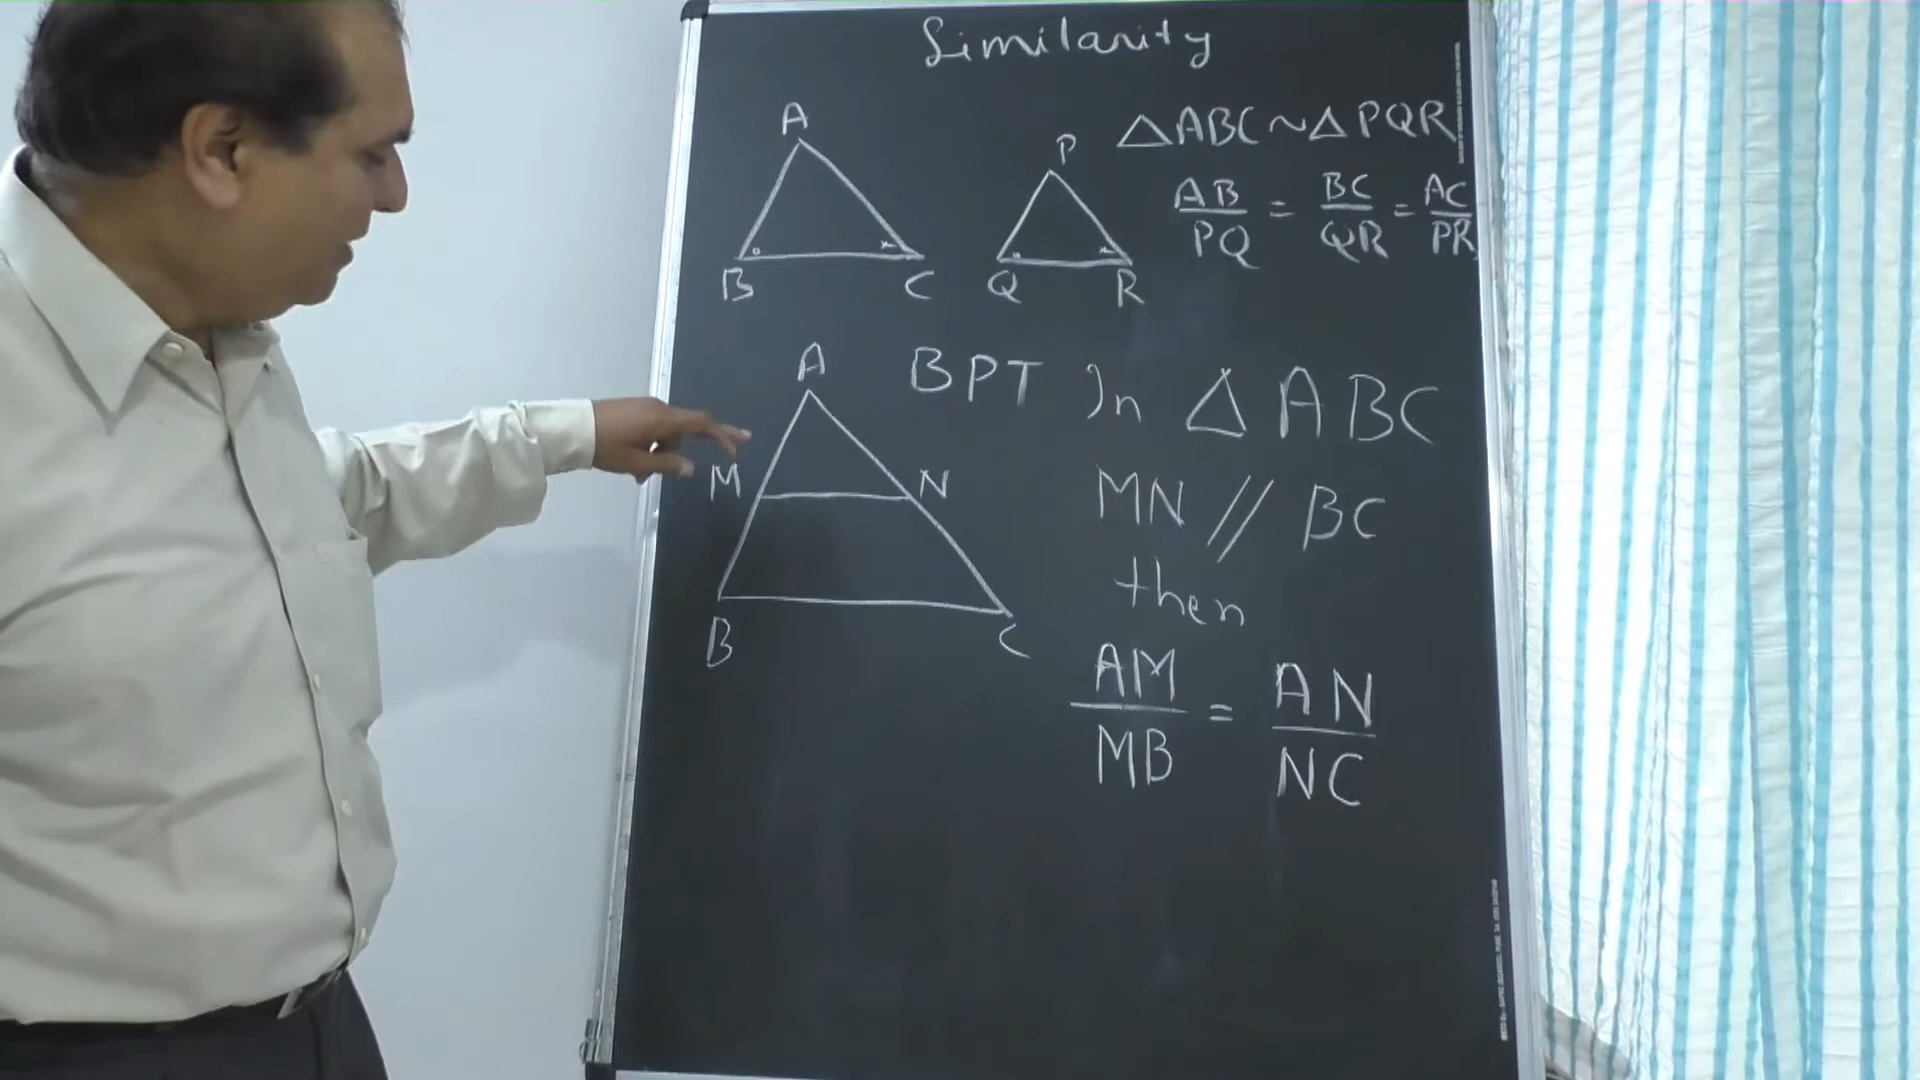 Similarity
A
B
C
P
Q
R
△ABC ~ △PQR
AB/PQ = BC/QR = AC/PR
A
M
N
B
C
BPT
In △ABC
MN // BC
then
AM/MB = AN/NC